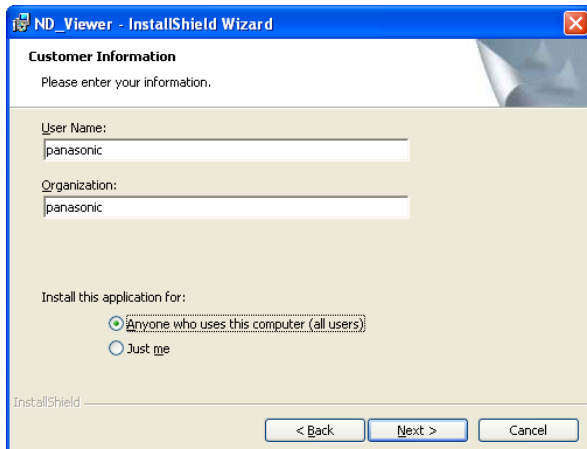 ND_Viewer - InstallShield Wizard
Customer Information
Please enter your information.
User Name:
panasonic
Organization:
panasonic
Install this application for:
Anyone who uses this computer (all users)
Just me
InstallShield
< Back Next > Cancel